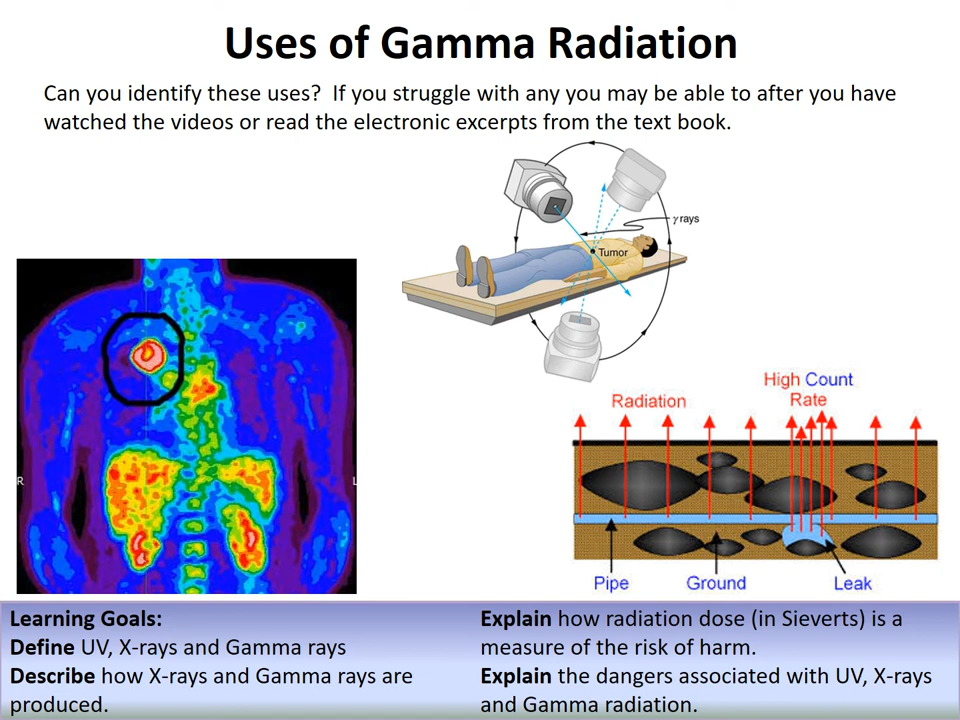 Uses of Gamma Radiation
Can you identify these uses?  If you struggle with any you may be able to after you have
watched the videos or read the electronic excerpts from the text book.
γ rays
Tumor
R
L
High Count
Rate
Radiation
Pipe
Ground
Leak
Learning Goals:
Define UV, X-rays and Gamma rays
Describe how X-rays and Gamma rays are
produced.
Explain how radiation dose (in Sieverts) is a
measure of the risk of harm.
Explain the dangers associated with UV, X-rays
and Gamma radiation.